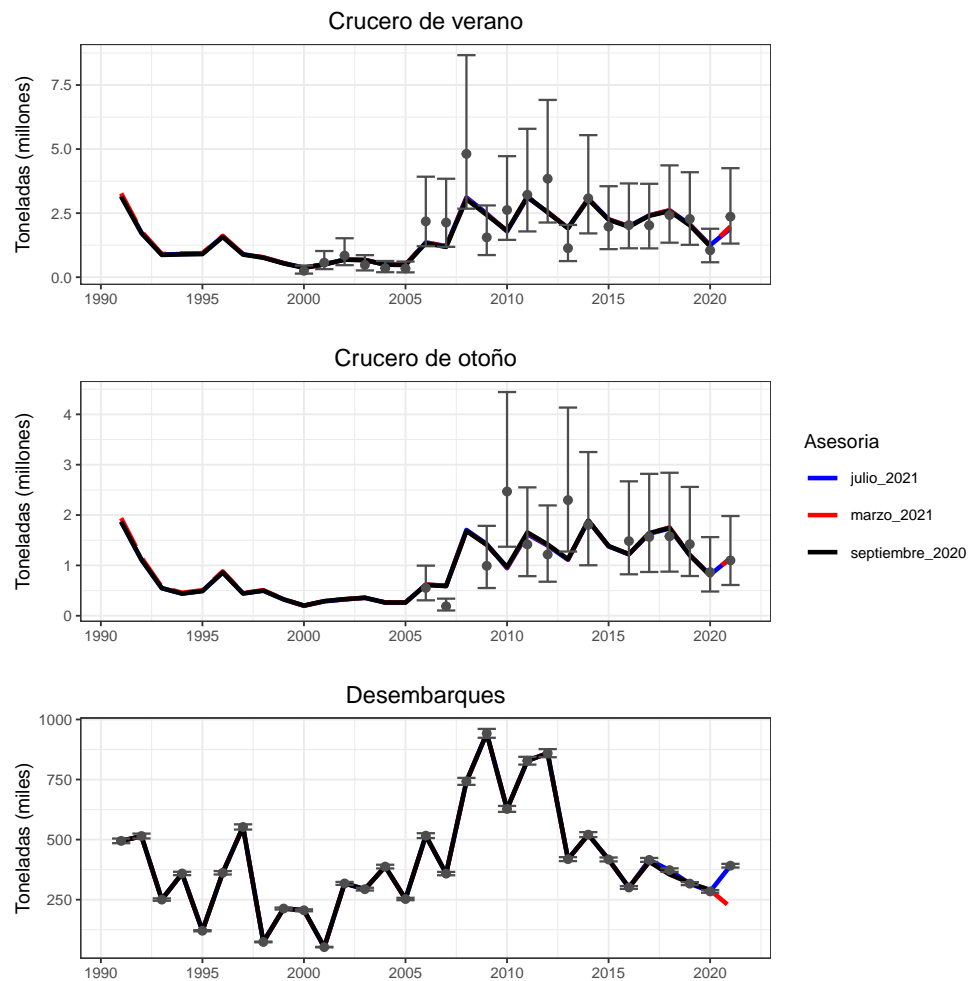 Crucero de verano
Toneladas (millones)
7.5
5.0
2.5
0.0
1990 1995 2000 2005 2010 2015 2020
Crucero de otoño
Toneladas (millones)
4
3
2
1
0
1990 1995 2000 2005 2010 2015 2020
Asesoria
julio_2021
marzo_2021
septiembre_2020
Desembarques
Toneladas (miles)
1000
750
500
250
1990 1995 2000 2005 2010 2015 2020